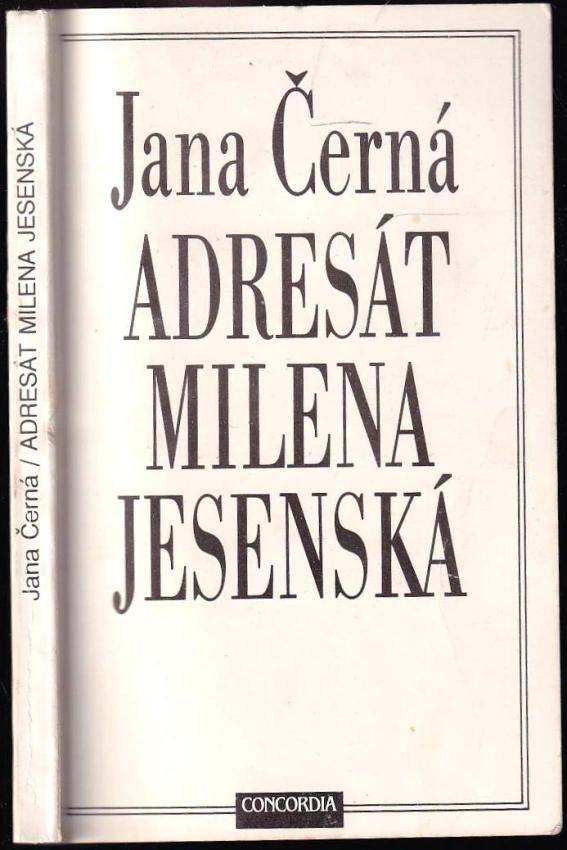 Jana Černá / ADRESÁT MILENA JESENSKÁ
Jana Černá
ADRESÁT
MILENA
JESENSKÁ
CONCORDIA